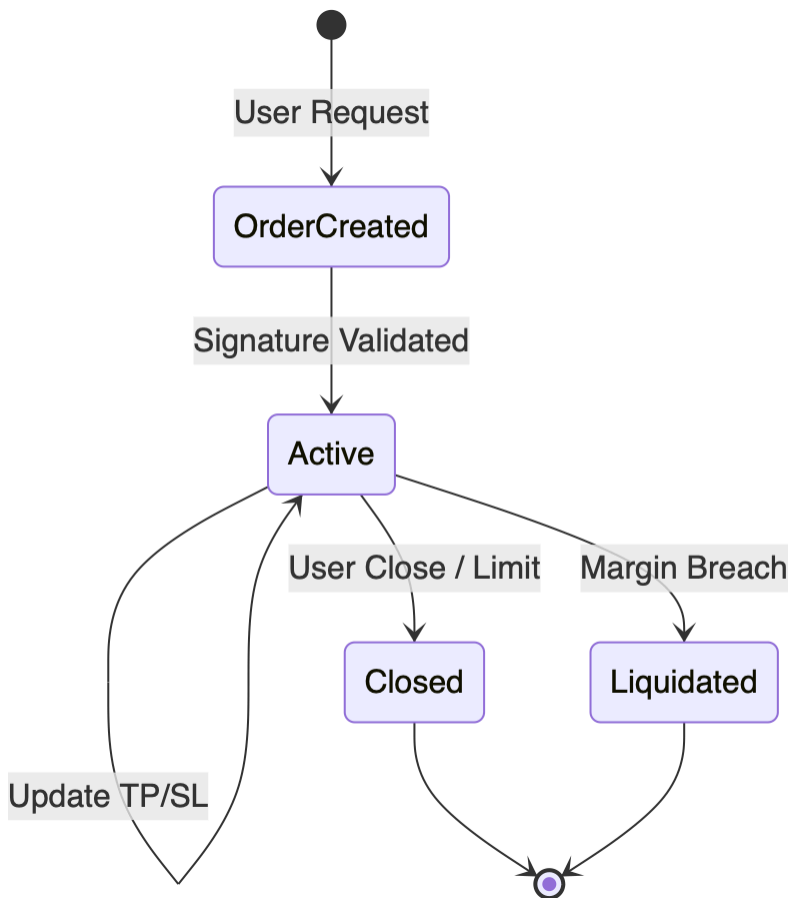 User Request
OrderCreated
Signature Validated
Active
User Close / Limit
Margin Breach
Closed
Liquidated
Update TP/SL